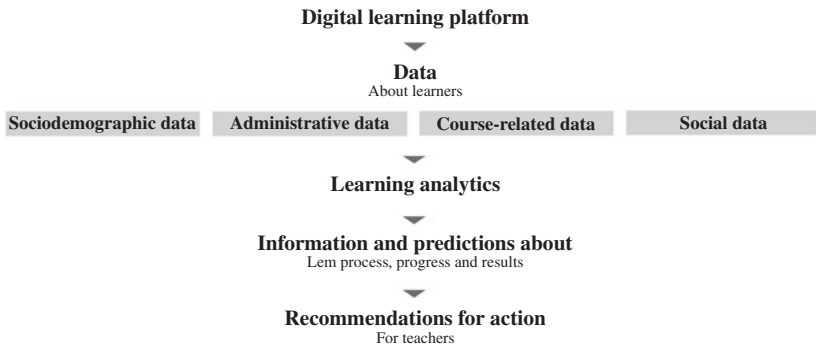 Digital learning platform
Data
About learners
Sociodemographic data Administrative data Course-related data Social data
Learning analytics
Information and predictions about
Lem process, progress and results
Recommendations for action
For teachers